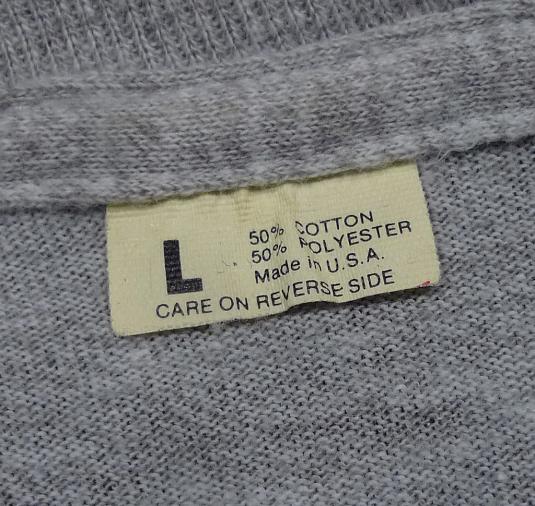 L
50% COTTON
50% POLYESTER
Made in U.S.A.
CARE ON REVERSE SIDE